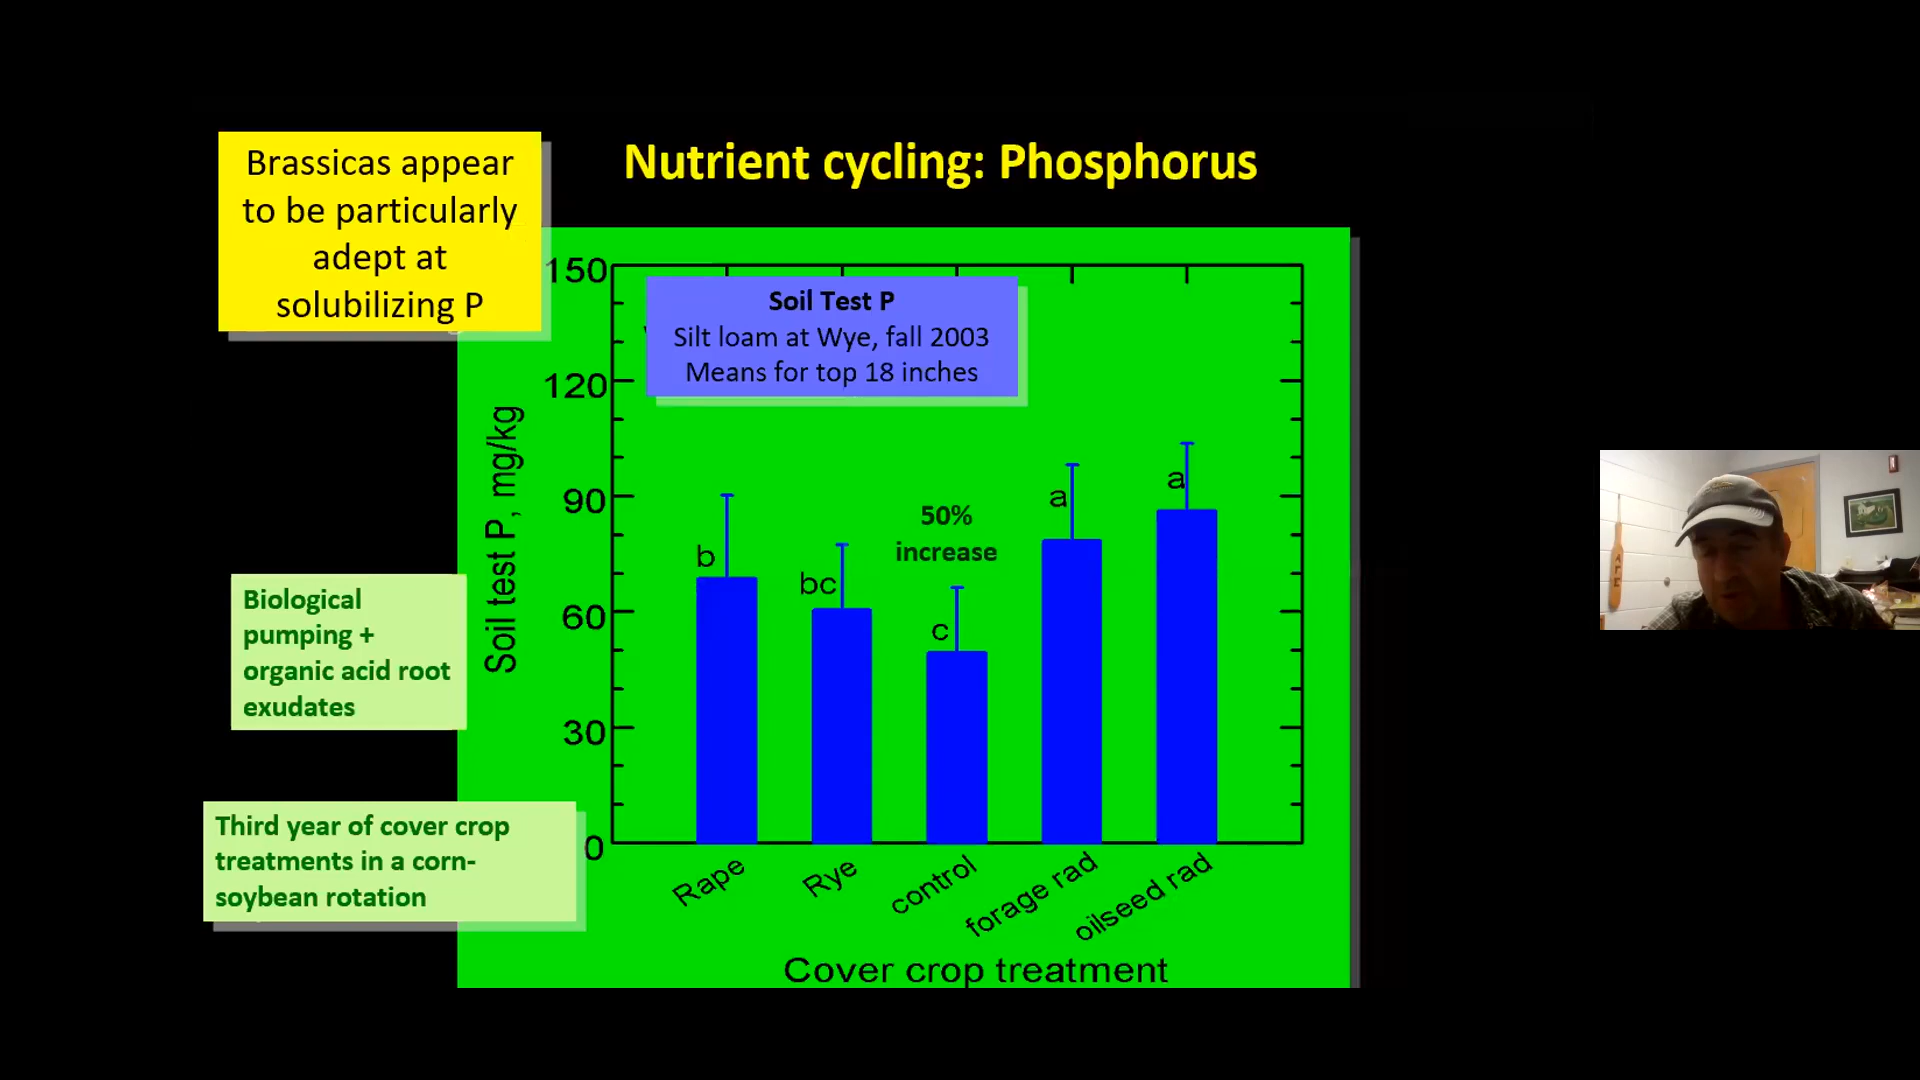 Brassicas appear
to be particularly
adept at
solubilizing P
Nutrient cycling: Phosphorus
Soil Test P
Silt loam at Wye, fall 2003
Means for top 18 inches
150
120
90
60
30
0
Soil test P, mg/kg
b
bc
c
a
a
50%
increase
Biological
pumping +
organic acid root
exudates
Third year of cover crop
treatments in a corn-
soybean rotation
Rape
Rye
control
forage rad
oilseed rad
Cover crop treatment